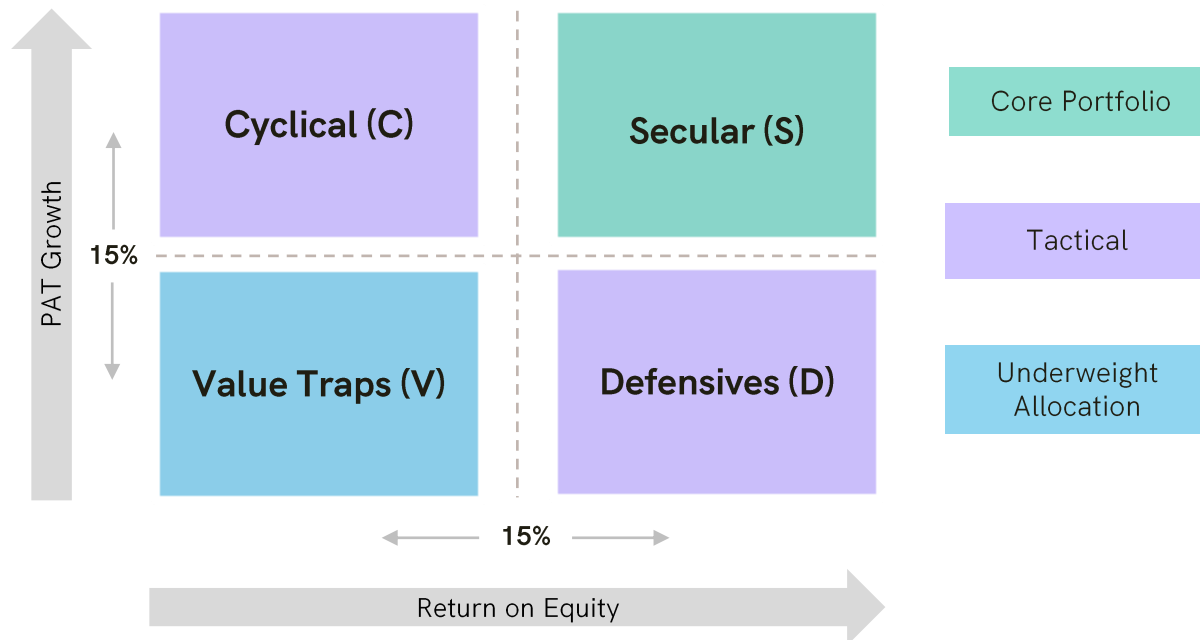 Cyclical (C)
Secular (S)
Core Portfolio
Tactical
PAT Growth
15%
Value Traps (V)
Defensives (D)
Underweight
Allocation
15%
Return on Equity